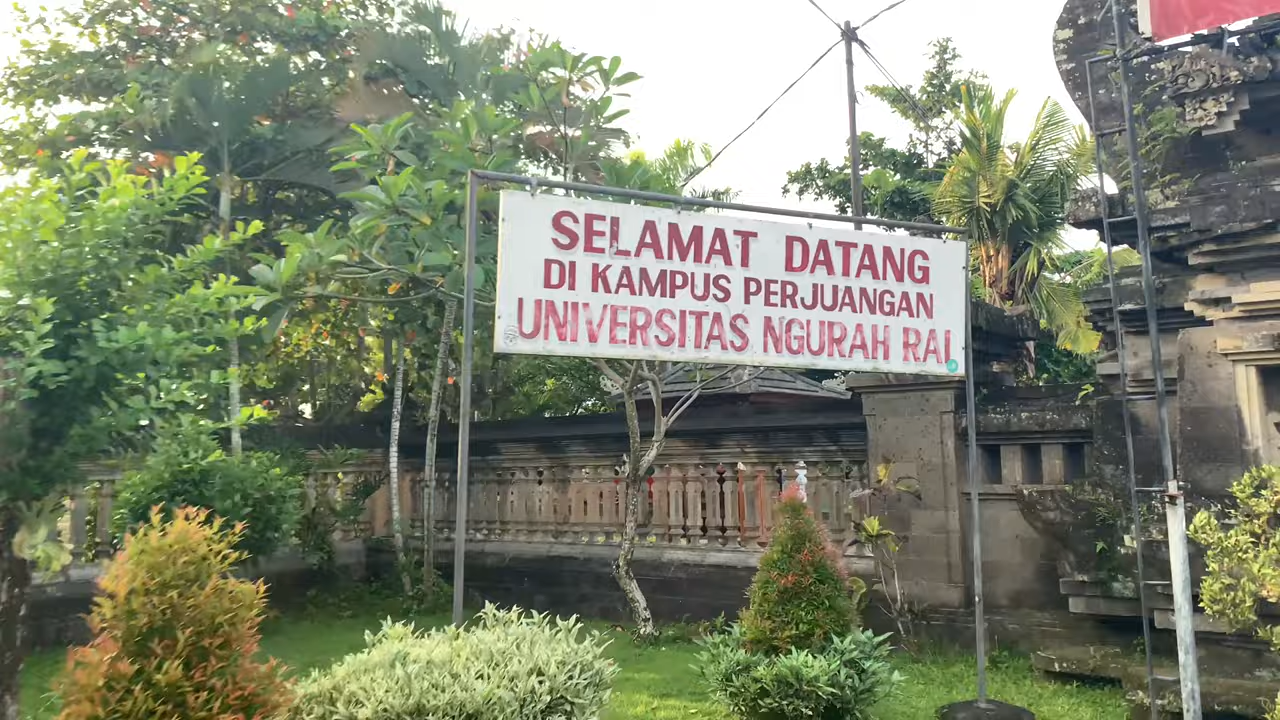 SELAMAT DATANG
DI KAMPUS PERJUANGAN
UNIVERSITAS NGURAH RAI